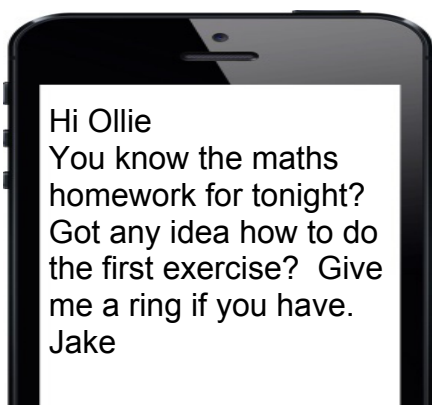 Hi Ollie
You know the maths
homework for tonight?
Got any idea how to do
the first exercise?  Give
me a ring if you have.
Jake